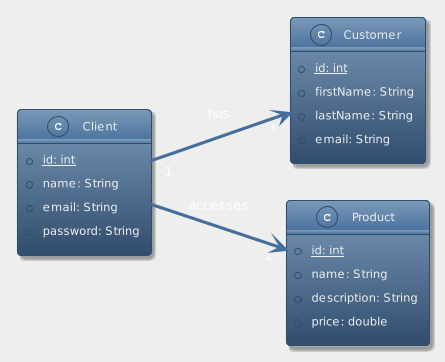 C Customer
id: int
firstName: String
lastName: String
email: String
has
*
C Client
id: int
name: String
email: String
password: String
1
accesses
*
C Product
id: int
name: String
description: String
price: double